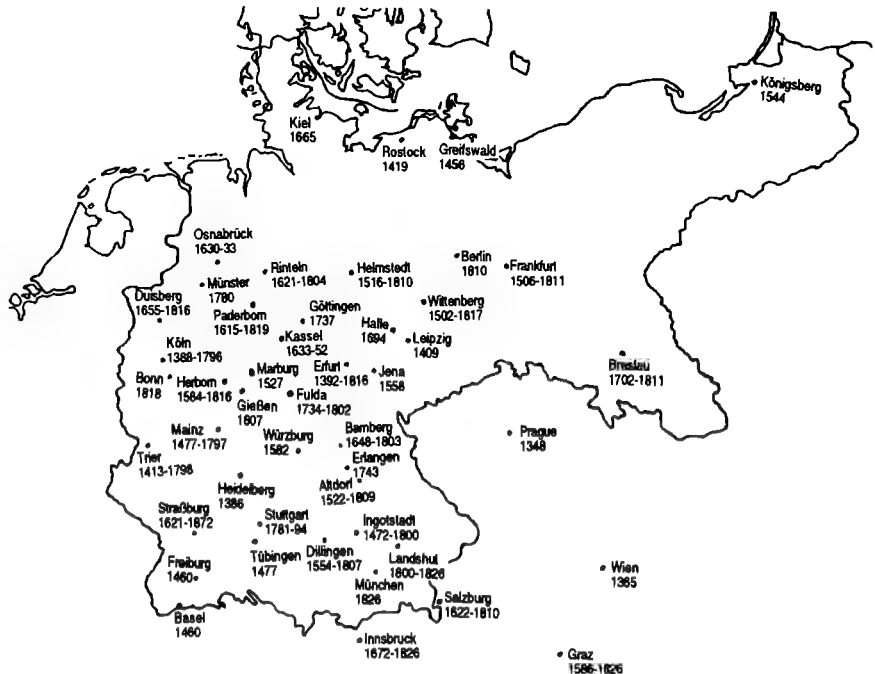 Königsberg
1544
Kiel
1665
Rostock
1419
Greifswald
1456
Osnabrück
1630-33
Berlin
1810
Frankfurt
1506-1811
Rinteln
1621-1804
Helmstedt
1516-1810
Münster
1780
Duisberg
1655-1816
Paderborn
1615-1819
Göttingen
1737
Wittenberg
1502-1817
Halle
1694
Leipzig
1409
Kassel
1633-52
Köln
1388-1796
Breslau
1702-1811
Marburg
1527
Erfurt
1392-1816
Jena
1558
Bonn
1818
Herborn
1584-1816
Gießen
1607
Fulda
1734-1802
Mainz
1477-1797
Würzburg
1582
Bamberg
1648-1803
Prague
1348
Trier
1413-1798
Erlangen
1743
Altdorf
1522-1809
Heidelberg
1386
Straßburg
1621-1872
Stuttgart
1781-94
Ingolstadt
1472-1800
Freiburg
1460
Tübingen
1477
Dillingen
1554-1807
Landshut
1800-1826
Wien
1365
München
1826
Salzburg
1622-1810
Basel
1460
Innsbruck
1672-1826
Graz
1586-1826